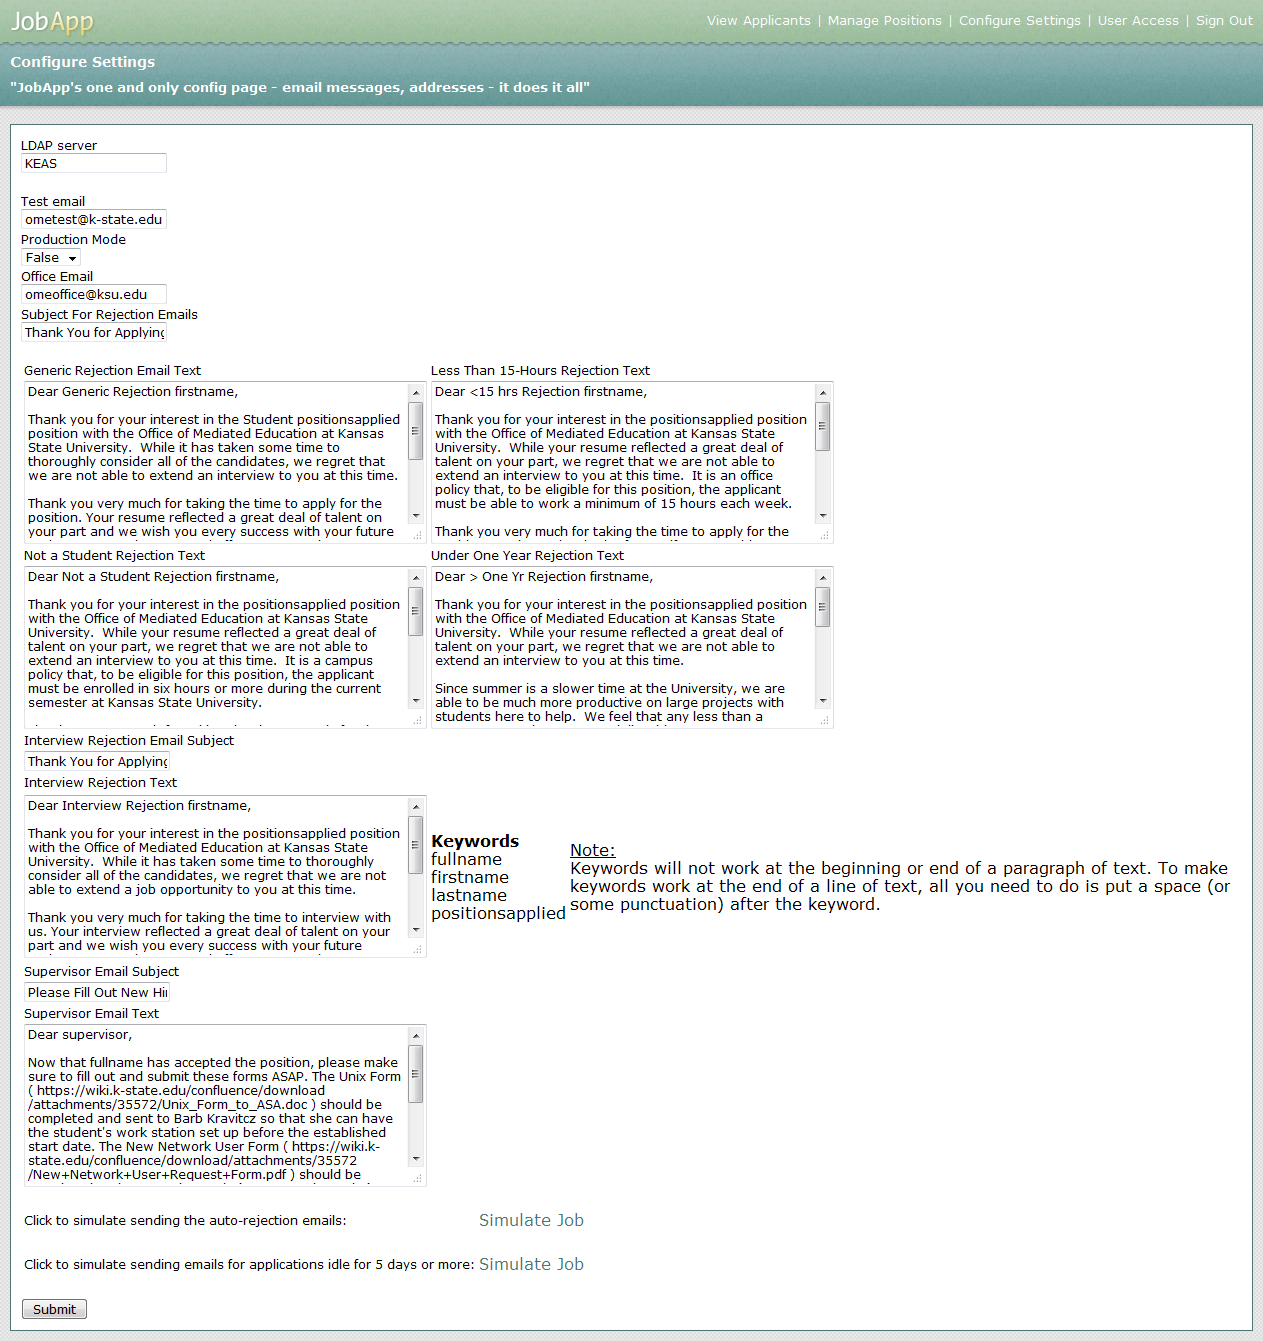 JobApp
View Applicants | Manage Positions | Configure Settings | User Access | Sign Out
Configure Settings
"JobApp's one and only config page - email messages, addresses - it does it all"
LDAP server
KEAS
Test email
ometest@k-state.edu
Production Mode
False
Office Email
omeoffice@ksu.edu
Subject For Rejection Emails
Thank You for Applying
Generic Rejection Email Text
Dear Generic Rejection firstname,
Thank you for your interest in the Student positionsapplied
position with the Office of Mediated Education at Kansas
State University.  While it has taken some time to
thoroughly consider all of the candidates, we regret that
we are not able to extend an interview to you at this time.
Thank you very much for taking the time to apply for the
position. Your resume reflected a great deal of talent on
your part and we wish you every success with your future
Less Than 15-Hours Rejection Text
Dear <15 hrs Rejection firstname,
Thank you for your interest in the positionsapplied position
with the Office of Mediated Education at Kansas State
University.  While your resume reflected a great deal of
talent on your part, we regret that we are not able to
extend an interview to you at this time.  It is an office
policy that, to be eligible for this position, the applicant
must be able to work a minimum of 15 hours each week.
Thank you very much for taking the time to apply for the
Not a Student Rejection Text
Dear Not a Student Rejection firstname,
Thank you for your interest in the positionsapplied position
with the Office of Mediated Education at Kansas State
University.  While your resume reflected a great deal of
talent on your part, we regret that we are not able to
extend an interview to you at this time.  It is a campus
policy that, to be eligible for this position, the applicant
must be enrolled in six hours or more during the current
semester at Kansas State University.
Under One Year Rejection Text
Dear > One Yr Rejection firstname,
Thank you for your interest in the positionsapplied position
with the Office of Mediated Education at Kansas State
University.  While your resume reflected a great deal of
talent on your part, we regret that we are not able to
extend an interview to you at this time.
Since summer is a slower time at the University, we are
able to be much more productive on large projects with
students here to help.  We feel that any less than a
Interview Rejection Email Subject
Thank You for Applying
Interview Rejection Text
Dear Interview Rejection firstname,
Thank you for your interest in the positionsapplied position
with the Office of Mediated Education at Kansas State
University.  While it has taken some time to thoroughly
consider all of the candidates, we regret that we are not
able to extend a job opportunity to you at this time.
Thank you very much for taking the time to interview with
us. Your interview reflected a great deal of talent on your
part and we wish you every success with your future
Keywords
fullname
firstname
lastname
positionsapplied
Note:
Keywords will not work at the beginning or end of a paragraph of text. To make
keywords work at the end of a line of text, all you need to do is put a space (or
some punctuation) after the keyword.
Supervisor Email Subject
Please Fill Out New Hi
Supervisor Email Text
Dear supervisor,
Now that fullname has accepted the position, please make
sure to fill out and submit these forms ASAP. The Unix Form
( https://wiki.k-state.edu/confluence/download
/attachments/35572/Unix_Form_to_ASA.doc ) should be
completed and sent to Barb Kravitcz so that she can have
the student's work station set up before the established
start date. The New Network User Form ( https://wiki.k-
state.edu/confluence/download/attachments/35572
/New+Network+User+Request+Form.pdf ) should be
Click to simulate sending the auto-rejection emails: Simulate Job
Click to simulate sending emails for applications idle for 5 days or more: Simulate Job
Submit